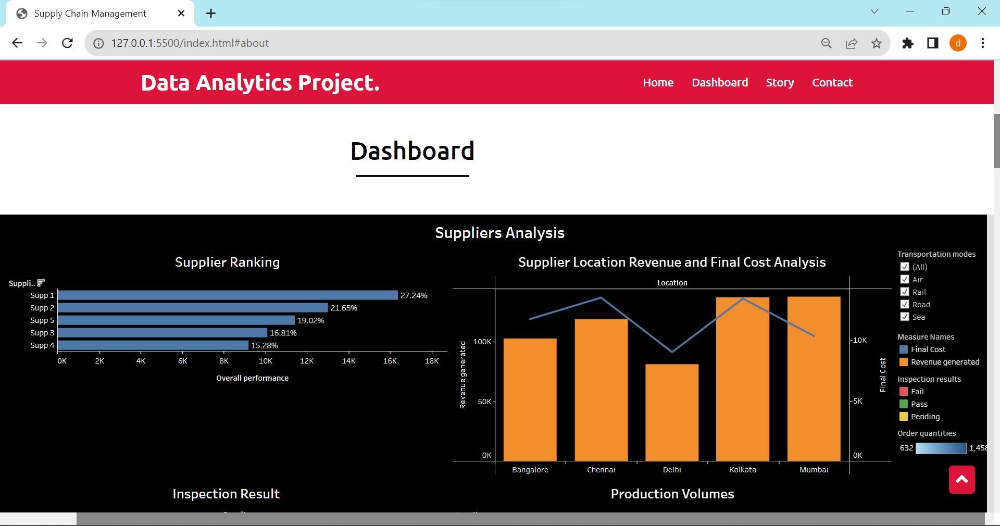 Supply Chain Management
127.0.0.1:5500/index.html#about
d
Data Analytics Project.
Home Dashboard Story Contact
Dashboard
Suppliers Analysis
Supplier Ranking
Suppli..
Supp 1 27.24%
Supp 2 21.65%
Supp 5 19.02%
Supp 3 16.81%
Supp 4 15.28%
0K 2K 4K 6K 8K 10K 12K 14K 16K 18K
Overall performance
Supplier Location Revenue and Final Cost Analysis
Location
Revenue generated
100K
50K
0K
10K
5K
0K
Final Cost
Bangalore Chennai Delhi Kolkata Mumbai
Transportation modes
(All)
Air
Rail
Road
Sea
Measure Names
Final Cost
Revenue generated
Inspection results
Fail
Pass
Pending
Order quantities
632 1,458
Inspection Result
Production Volumes